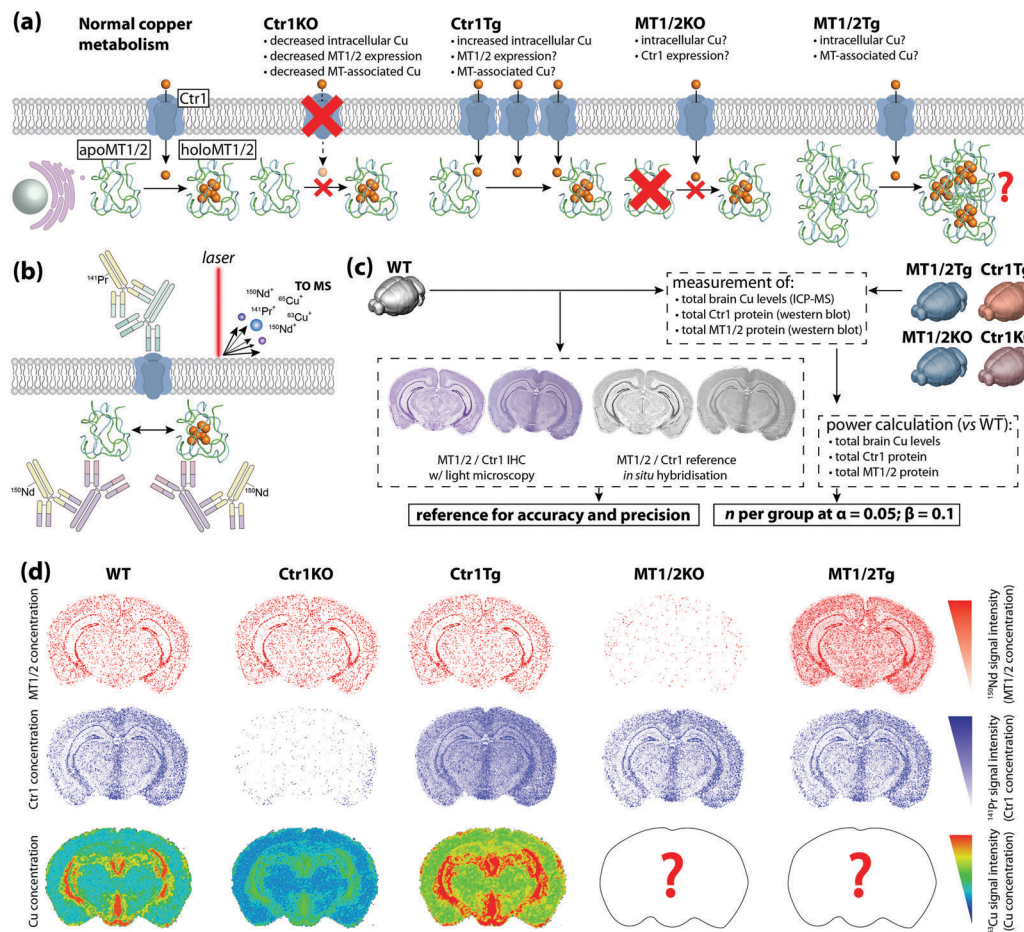 (a)
Normal copper
metabolism
Ctr1KO
• decreased intracellular Cu
• decreased MT1/2 expression
• decreased MT-associated Cu
Ctr1Tg
• increased intracellular Cu
• MT1/2 expression?
• MT-associated Cu?
MT1/2KO
• intracellular Cu?
• Ctr1 expression?
MT1/2Tg
• intracellular Cu?
• MT-associated Cu?
Ctr1
apoMT1/2
holoMT1/2
?
(b)
¹⁴¹Pr
laser
TO MS
¹⁵⁰Nd⁺
⁶⁵Cu⁺
¹⁴¹Pr⁺
⁶³Cu⁺
¹⁵⁰Nd⁺
¹⁵⁰Nd
¹⁵⁰Nd
(c)
WT
measurement of:
• total brain Cu levels (ICP-MS)
• total Ctr1 protein (western blot)
• total MT1/2 protein (western blot)
MT1/2Tg
Ctr1Tg
MT1/2KO
Ctr1KO
MT1/2 / Ctr1 IHC
w/ light microscopy
MT1/2 / Ctr1 reference
in situ hybridisation
power calculation (vs WT):
• total brain Cu levels
• total Ctr1 protein
• total MT1/2 protein
reference for accuracy and precision
n per group at α = 0.05; β = 0.1
(d)
WT
Ctr1KO
Ctr1Tg
MT1/2KO
MT1/2Tg
MT1/2 concentration
¹⁵⁰Nd signal intensity
(MT1/2 concentration)
Ctr1 concentration
¹⁴¹Pr signal intensity
(Ctr1 concentration)
Cu concentration
?
?
⁶³Cu signal intensity
(Cu concentration)